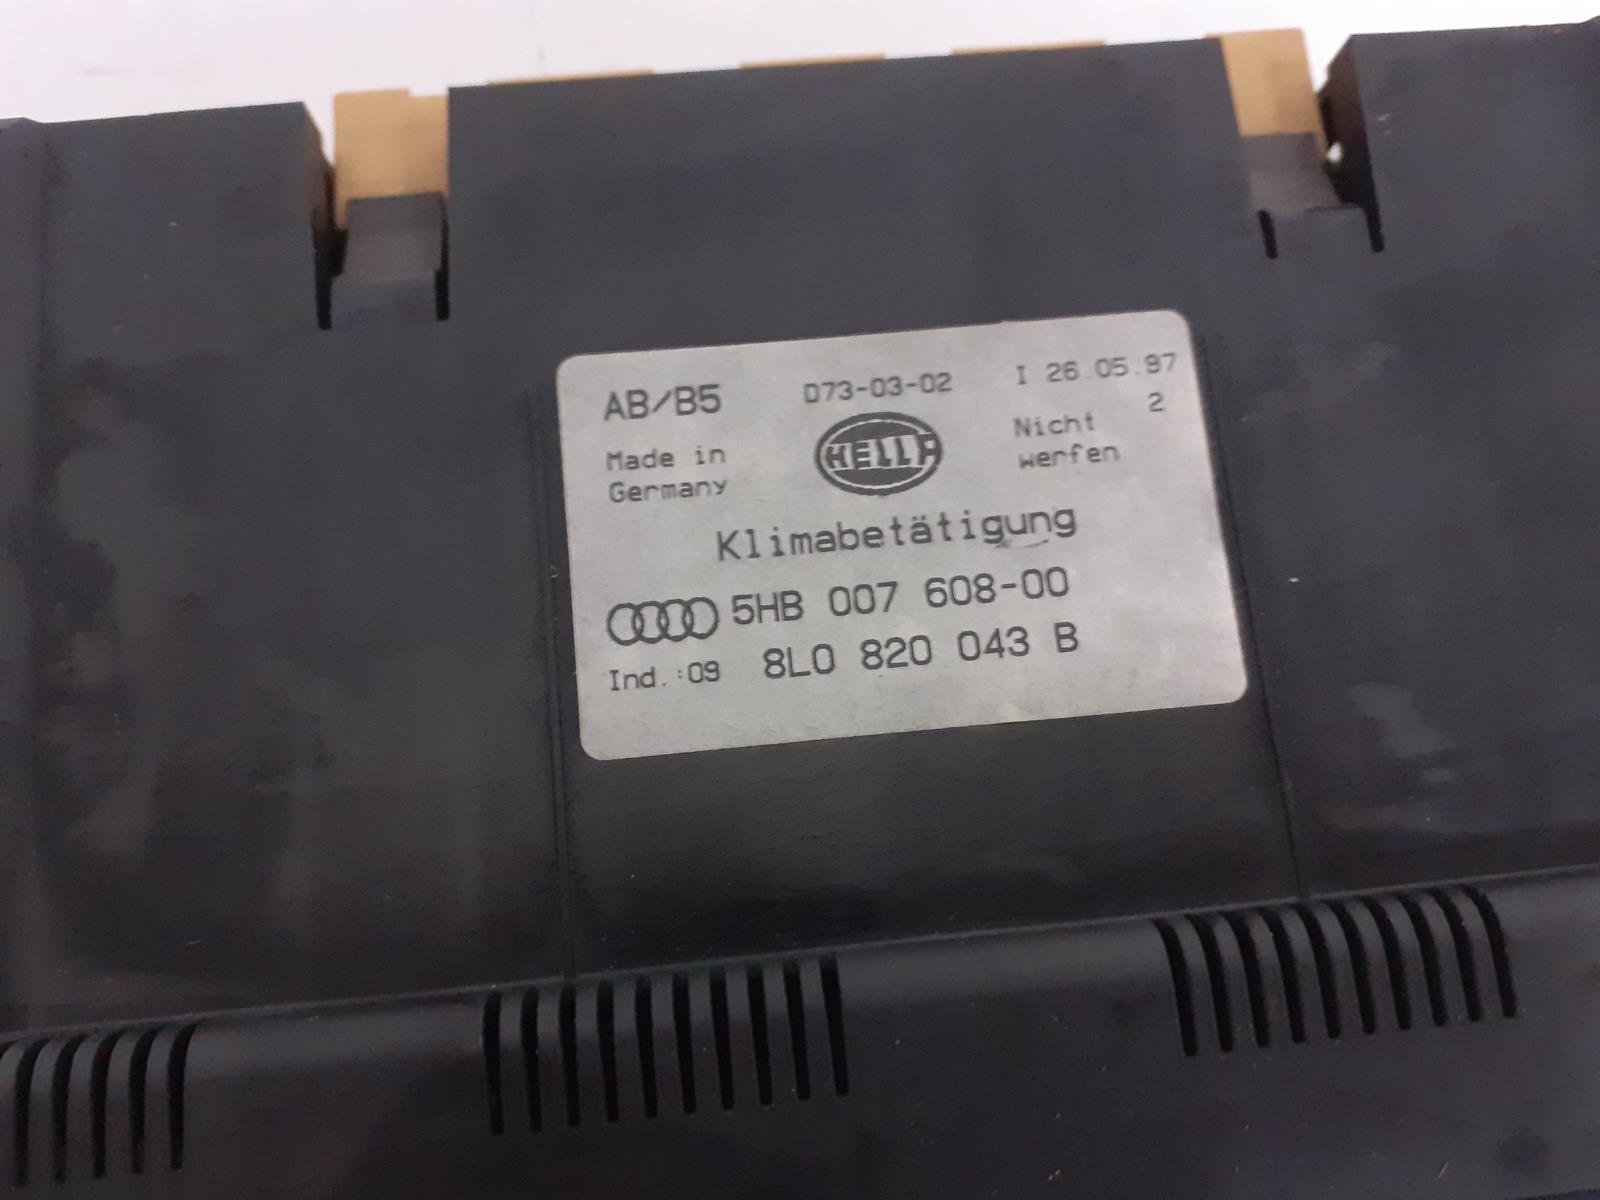 AB/B5 D73-03-02 I 26.05.97
2
Made in Germany
HELLA
Nicht werfen
Klimabetätigung
5HB 007 608-00
Ind.:09 8L0 820 043 B